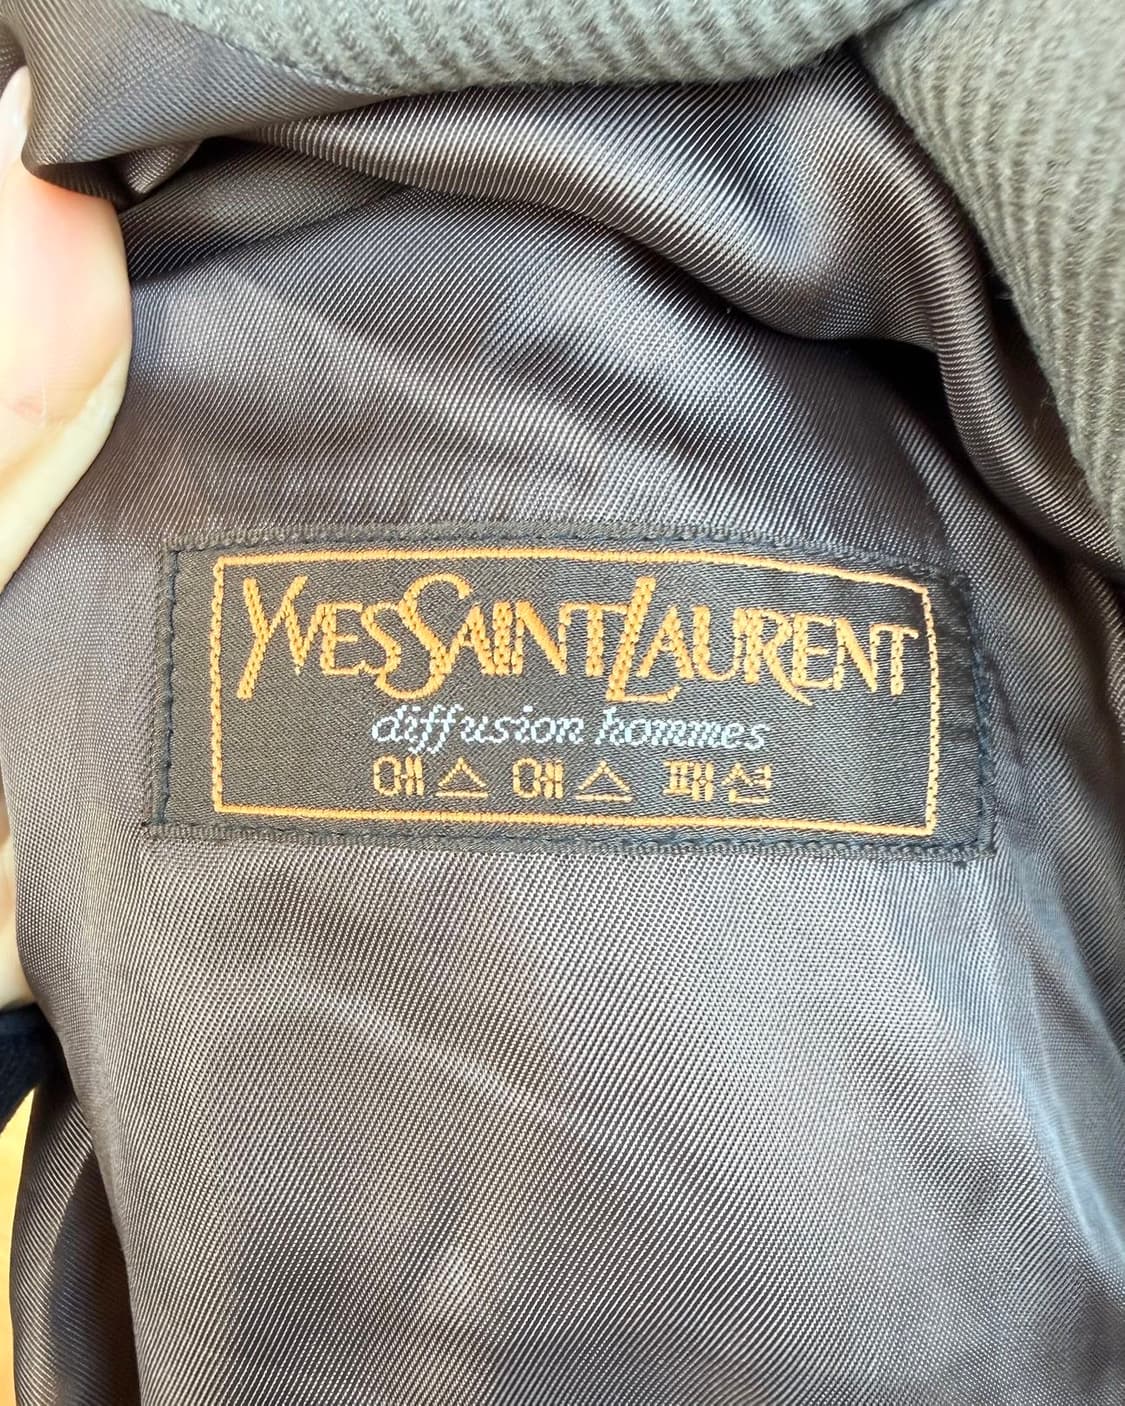 YVESSAINTLAURENT
diffusion hommes
에스에스 패션